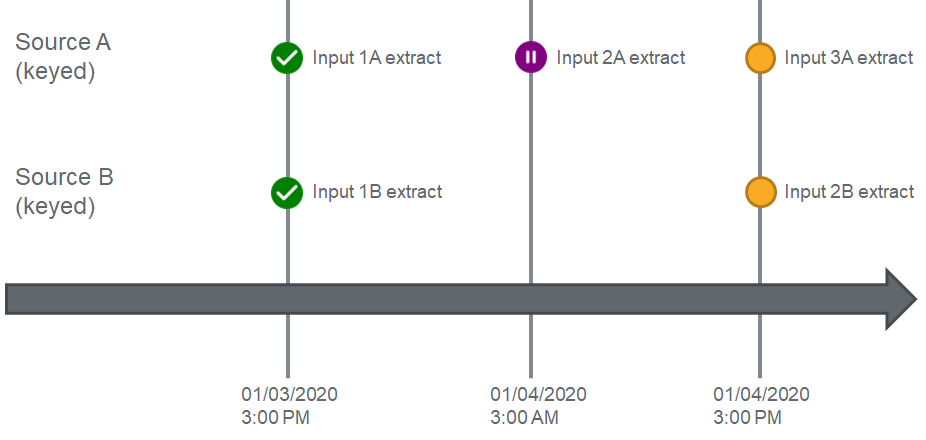 Source A
(keyed)
Input 1A extract
Input 2A extract
Input 3A extract
Source B
(keyed)
Input 1B extract
Input 2B extract
01/03/2020
3:00 PM
01/04/2020
3:00 AM
01/04/2020
3:00 PM